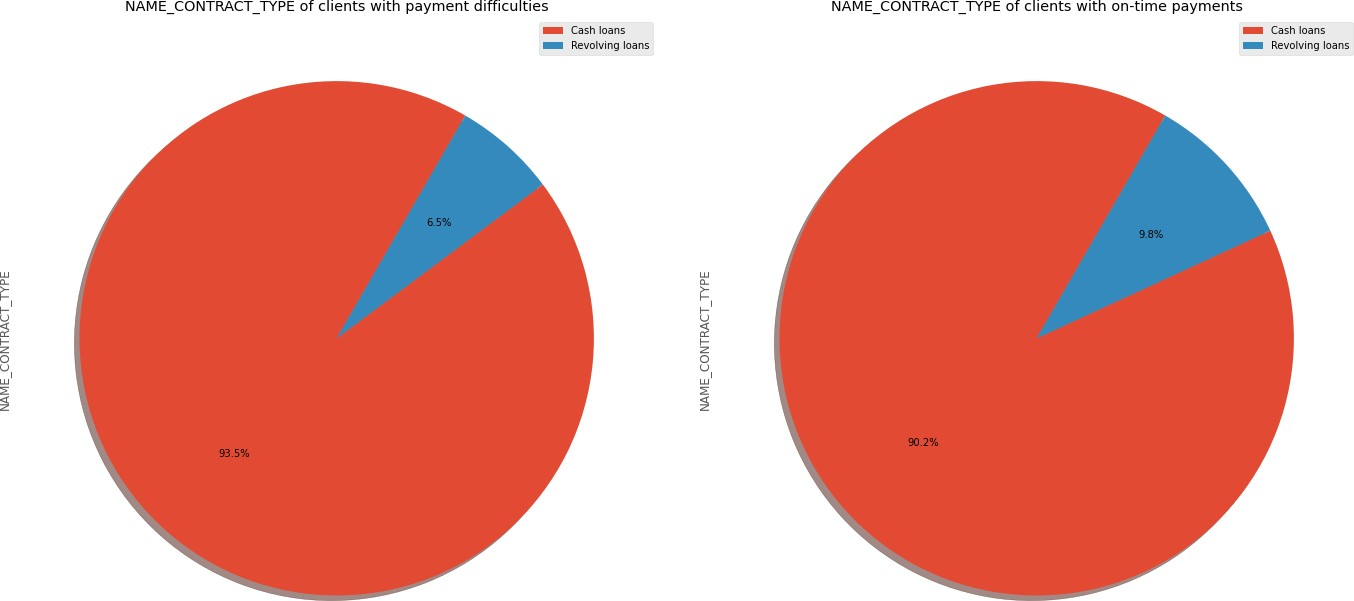 NAME_CONTRACT_TYPE of clients with payment difficulties
Cash loans
Revolving loans
6.5%
93.5%
NAME_CONTRACT_TYPE
NAME_CONTRACT_TYPE of clients with on-time payments
Cash loans
Revolving loans
9.8%
90.2%
NAME_CONTRACT_TYPE